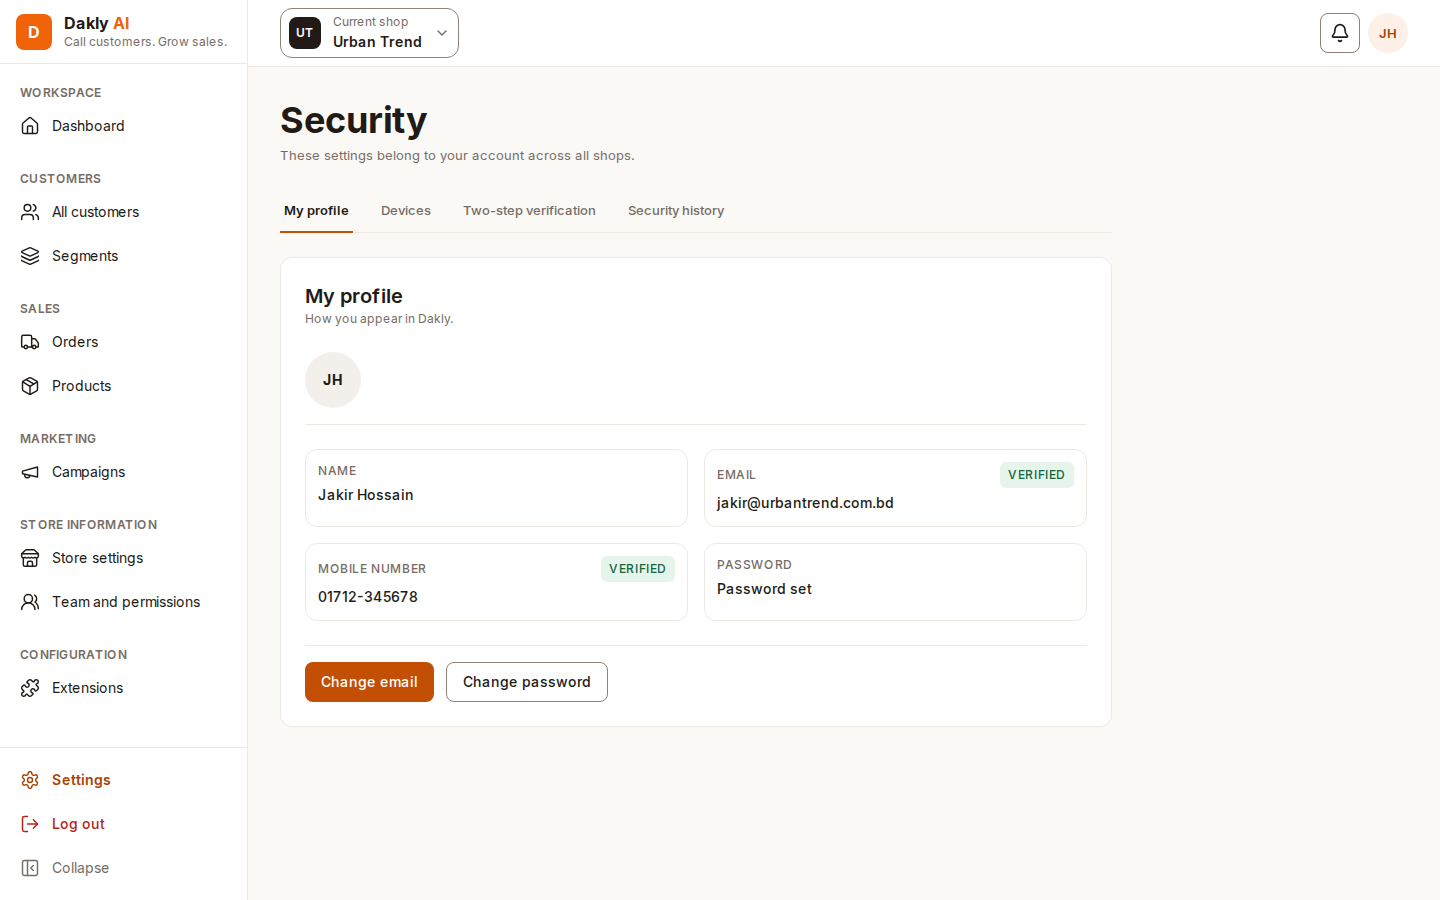 D
Dakly AI
Call customers. Grow sales.
WORKSPACE
Dashboard
CUSTOMERS
All customers
Segments
SALES
Orders
Products
MARKETING
Campaigns
STORE INFORMATION
Store settings
Team and permissions
CONFIGURATION
Extensions
Settings
Log out
Collapse
UT
Current shop
Urban Trend
JH
Security
These settings belong to your account across all shops.
My profile
Devices
Two-step verification
Security history
My profile
How you appear in Dakly.
JH
NAME
Jakir Hossain
EMAIL
VERIFIED
jakir@urbantrend.com.bd
MOBILE NUMBER
VERIFIED
01712-345678
PASSWORD
Password set
Change email
Change password